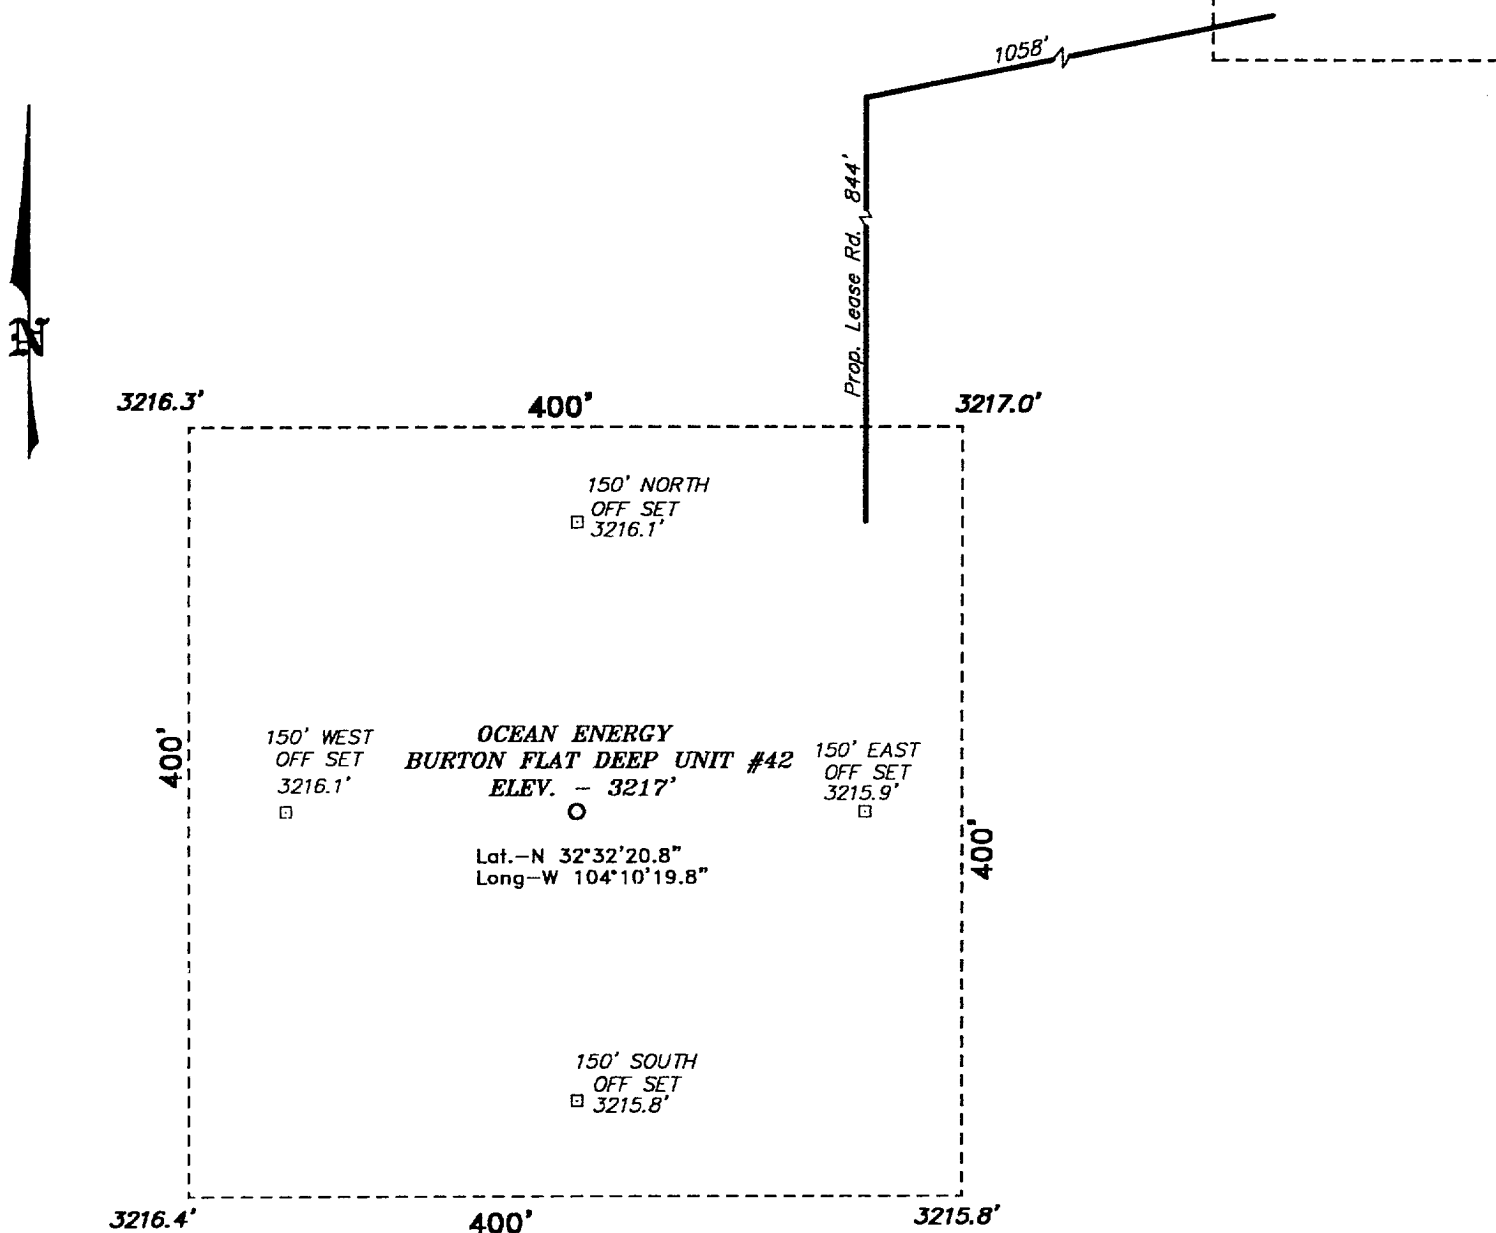 1058'
Prop. Lease Rd. 844'
N
3216.3'
400'
3217.0'
150' NORTH
OFF SET
3216.1'
400'
150' WEST
OFF SET
3216.1'
OCEAN ENERGY
BURTON FLAT DEEP UNIT #42
ELEV. - 3217'
150' EAST
OFF SET
3215.9'
Lat.-N 32°32'20.8"
Long-W 104°10'19.8"
400'
150' SOUTH
OFF SET
3215.8'
3216.4'
400'
3215.8'